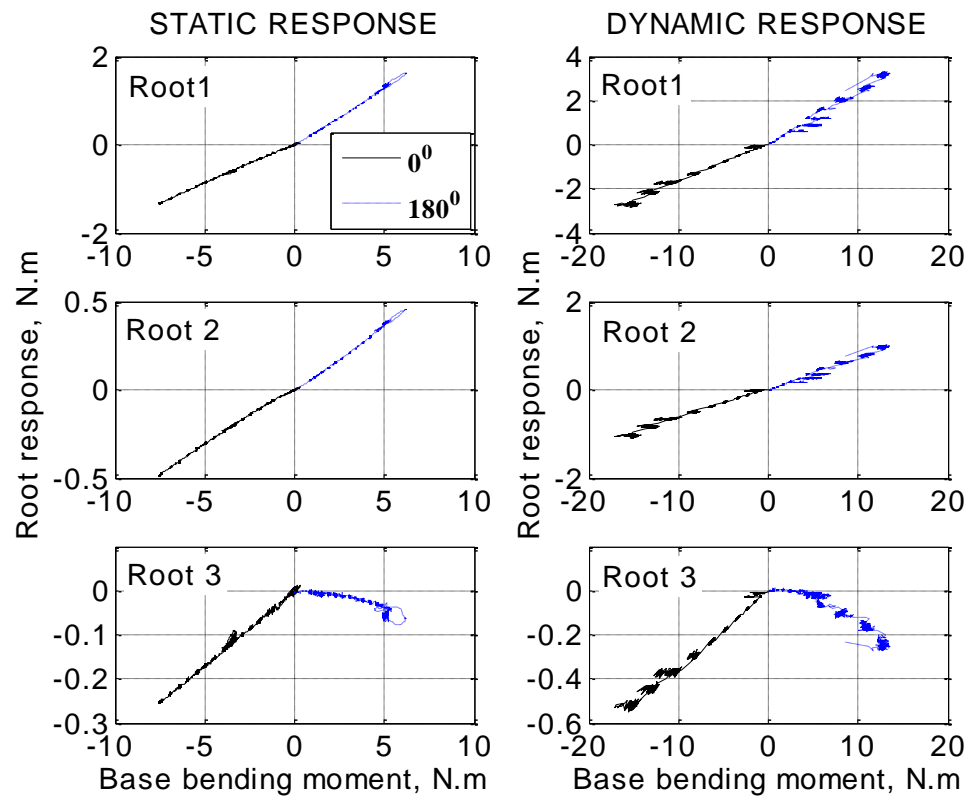 STATIC RESPONSE
DYNAMIC RESPONSE
2
0
-2
-10 -5 0 5 10
Root1
0⁰
180⁰
4
2
0
-2
-4
-20 -10 0 10 20
Root1
0.5
0
-0.5
-10 -5 0 5 10
Root 2
2
0
-2
-20 -10 0 10 20
Root 2
0
-0.1
-0.2
-0.3
-10 -5 0 5 10
Root 3
0
-0.2
-0.4
-0.6
-20 -10 0 10 20
Root 3
Root response, N.m
Root response, N.m
Base bending moment, N.m
Base bending moment, N.m